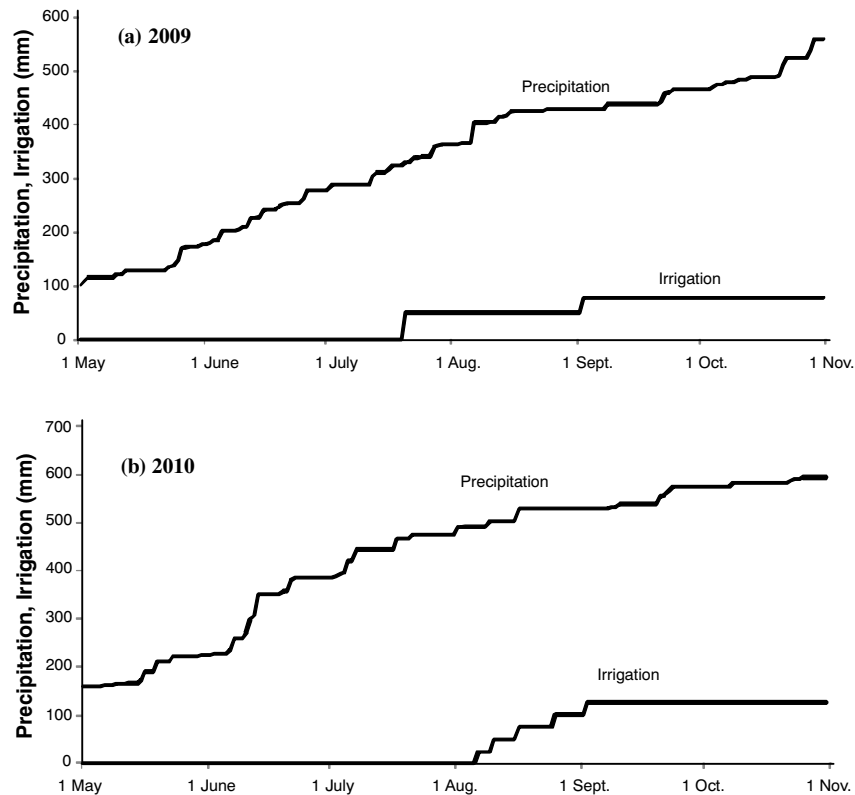 (a) 2009
Precipitation, Irrigation (mm)
600
500
400
300
200
100
0
Precipitation
Irrigation
1 May
1 June
1 July
1 Aug.
1 Sept.
1 Oct.
1 Nov.
(b) 2010
Precipitation, Irrigation (mm)
700
600
500
400
300
200
100
0
Precipitation
Irrigation
1 May
1 June
1 July
1 Aug.
1 Sept.
1 Oct.
1 Nov.